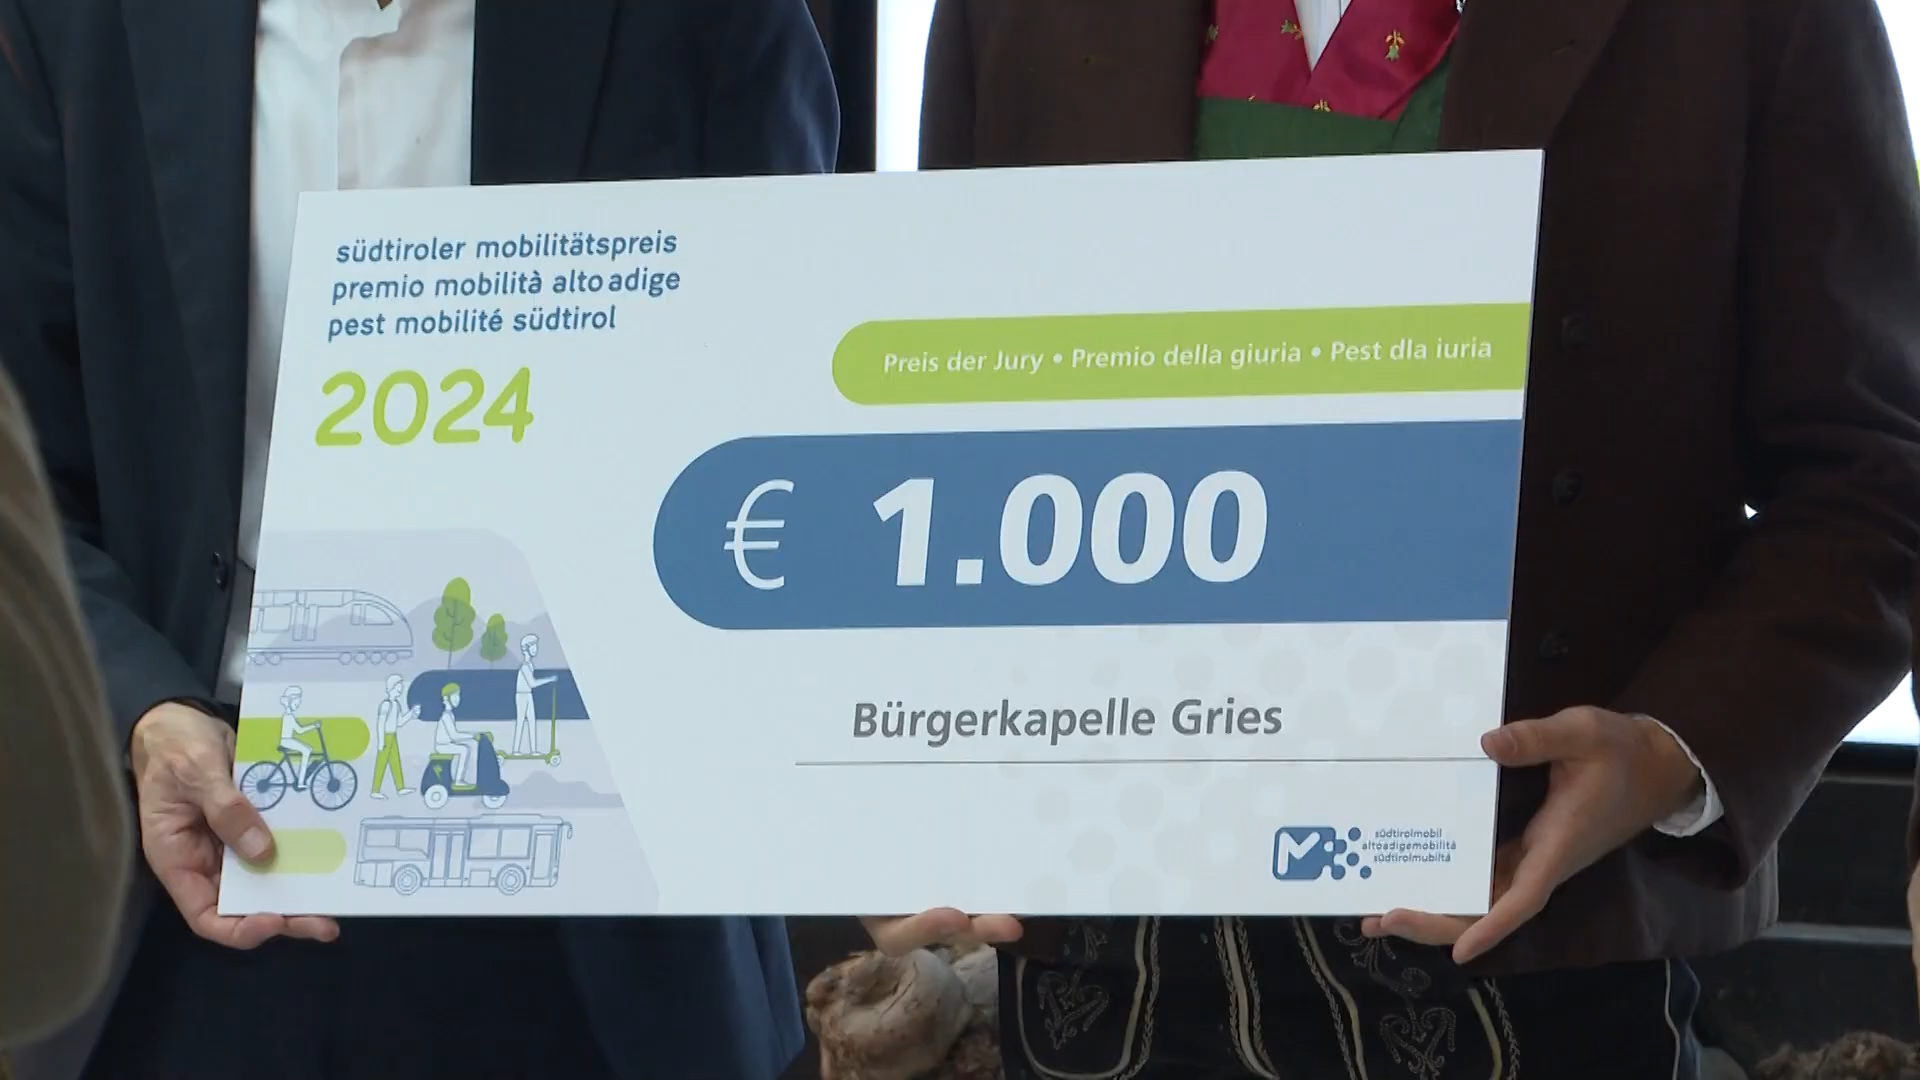 südtiroler mobilitätspreis
premio mobilità alto adige
pest mobilité südtirol
2024
Preis der Jury • Premio della giuria • Pest dla iuria
€ 1.000
Bürgerkapelle Gries
südtirolmobil
altoadigemobilità
südtirolmubiltà